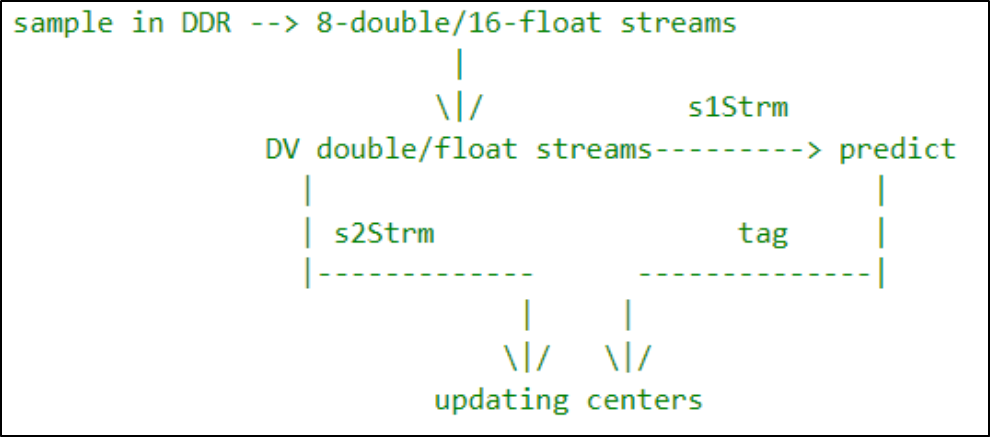 sample in DDR --> 8-double/16-float streams
|
\|/ s1Strm
DV double/float streams---------> predict
| |
| s2Strm tag |
|------------- --------------|
| |
\|/ \|/
updating centers